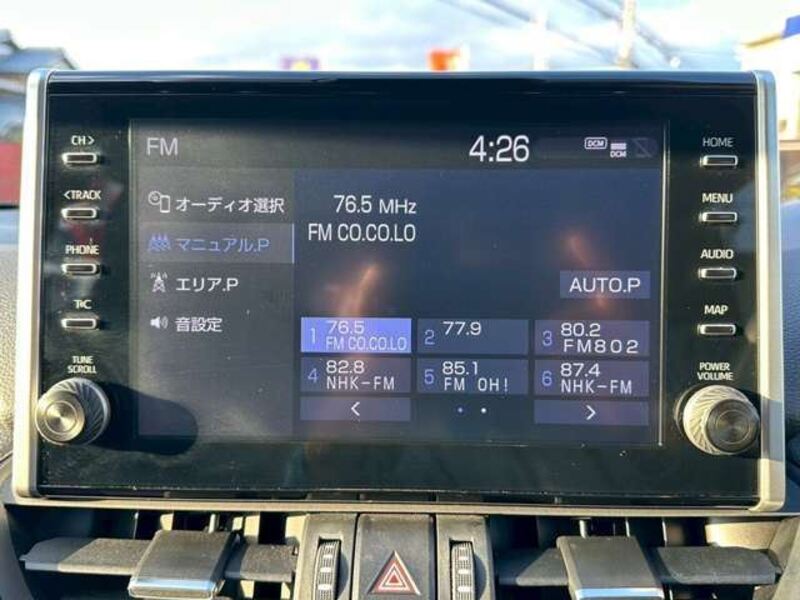 CH>
<TRACK
PHONE
T&C
TUNE
SCROLL
FM
4:26
DCM
DCM
オーディオ選択
マニュアル.P
エリア.P
音設定
76.5 MHz
FM CO.CO.LO
AUTO.P
1 76.5
FM CO.CO.LO
2 77.9
3 80.2
FM802
4 82.8
NHK-FM
5 85.1
FM OH!
6 87.4
NHK-FM
<
>
HOME
MENU
AUDIO
MAP
POWER
VOLUME